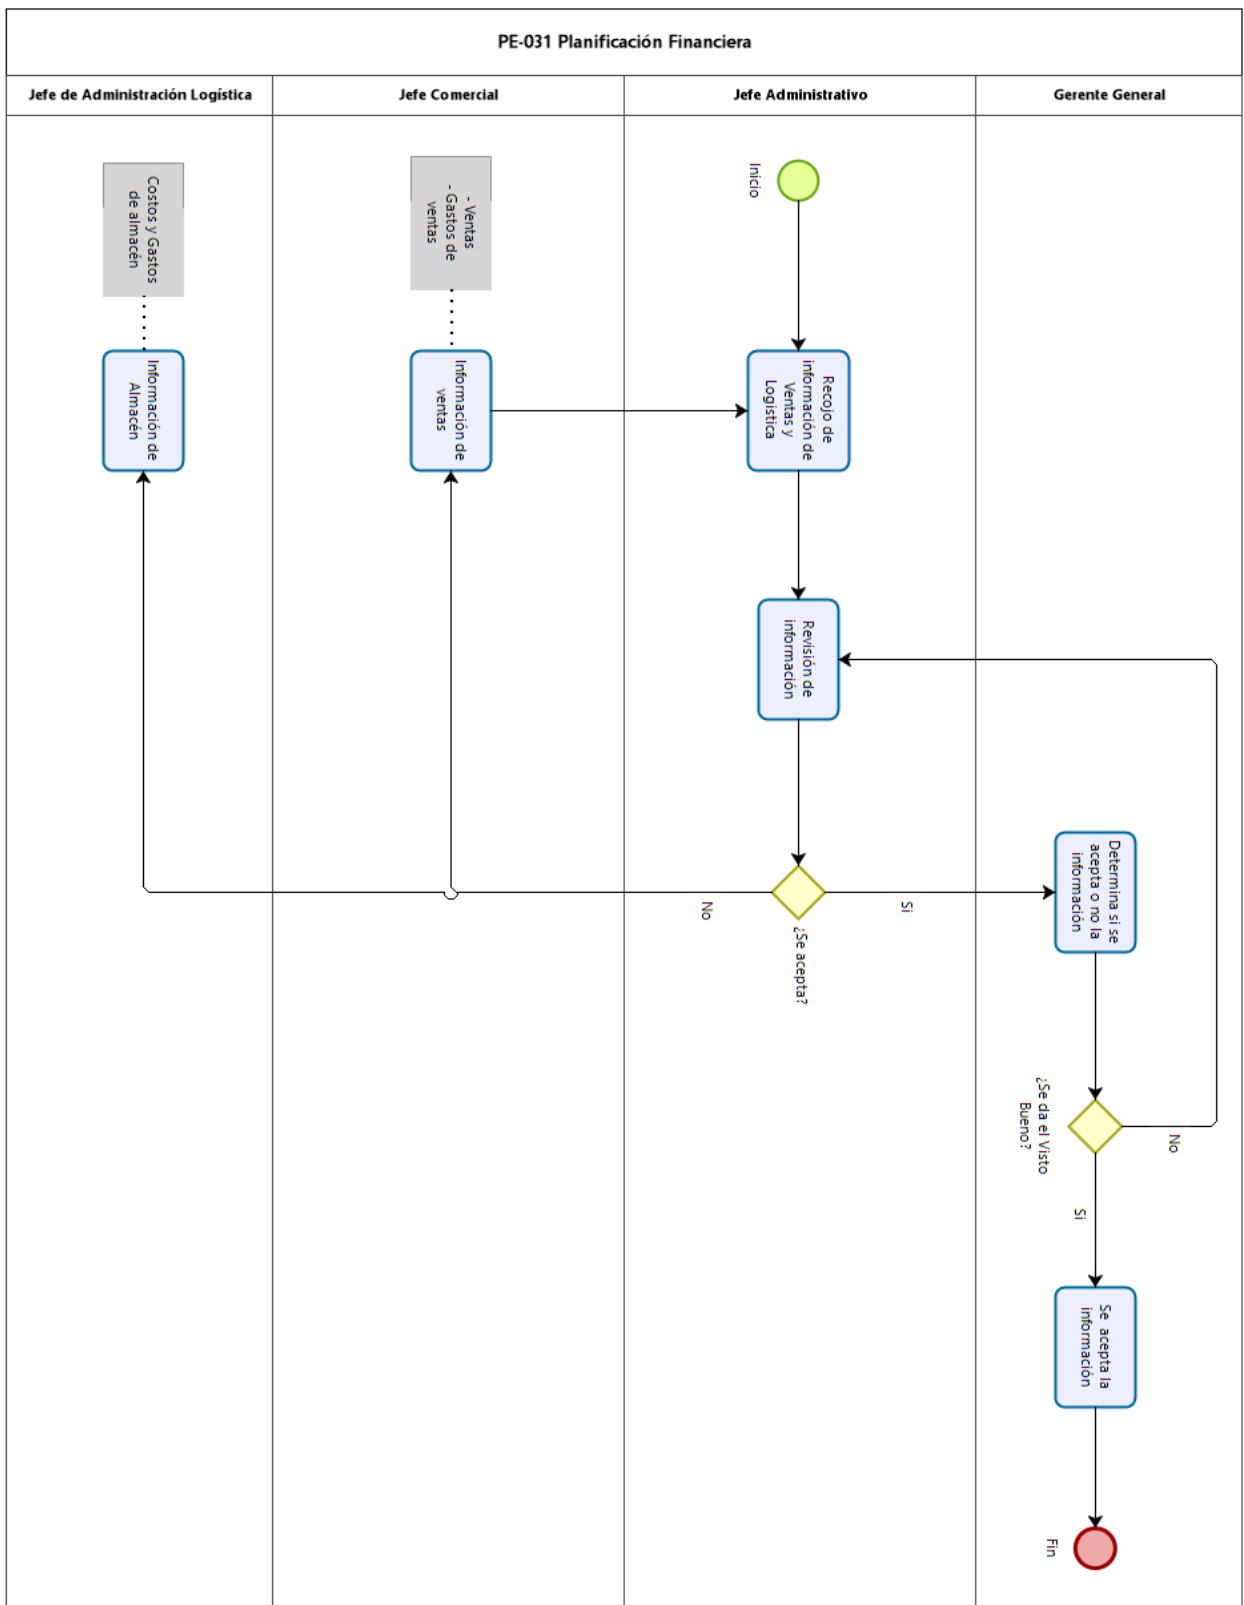 PE-031 Planificación Financiera
Jefe de Administración Logística
Jefe Comercial
Jefe Administrativo
Gerente General
Inicio
Costos y Gastos
de almacén
- Ventas
- Gastos de
ventas
Información de
Almacén
Información de
ventas
Recojo de
información de
Ventas y
Logistica
Revisión de
información
Determina si se
acepta o no la
información
No
Si
¿Se acepta?
¿Se da el Visto
Bueno?
No
Si
Se acepta la
información
Fin